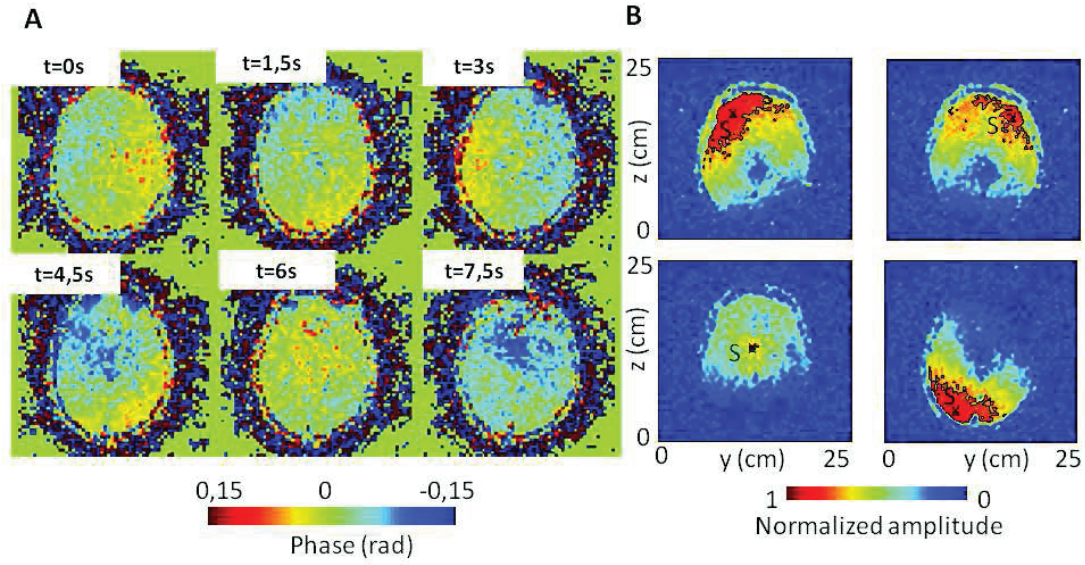 A
t=0s
t=1,5s
t=3s
t=4,5s
t=6s
t=7,5s
0,15 0 -0,15
Phase (rad)
B
25
z (cm)
0
S
z (cm)
S
25
z (cm)
0
S
S
0 y (cm) 25
0 y (cm) 25
1 0
Normalized amplitude